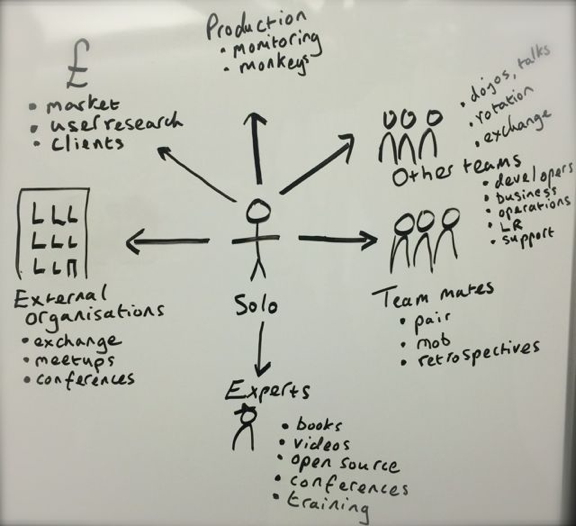 Production
• monitoring
• monkeys
£
• market
• user research
• clients
• dojos, talks
• rotation
• exchange
Other teams
• developers
• business
• operations
• LR
• support
External
organisations
• exchange
• meetups
• conferences
Solo
Team mates
• pair
• mob
• retrospectives
Experts
• books
• videos
• open source
• conferences
• training